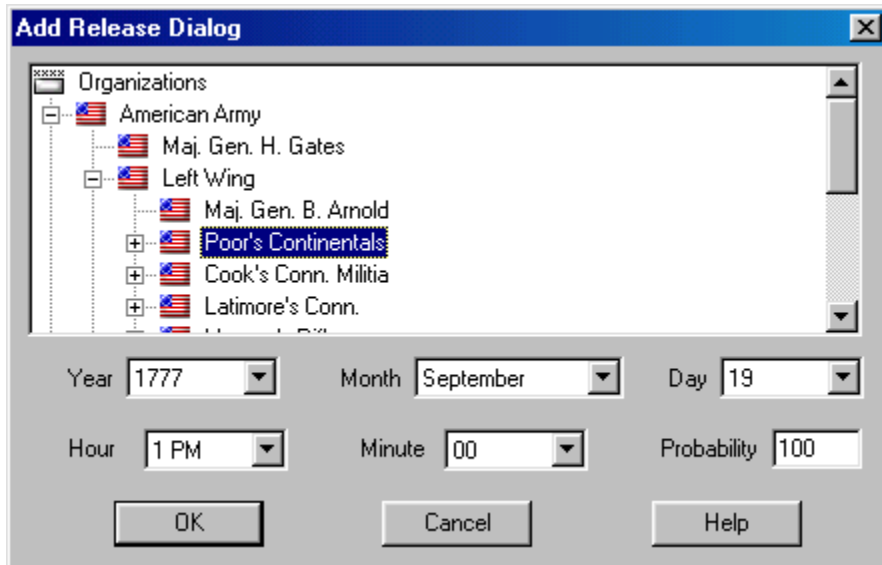 Add Release Dialog
Organizations
American Army
Maj. Gen. H. Gates
Left Wing
Maj. Gen. B. Arnold
Poor's Continentals
Cook's Conn. Militia
Latimore's Conn.
Year 1777 Month September Day 19
Hour 1 PM Minute 00 Probability 100
OK Cancel Help